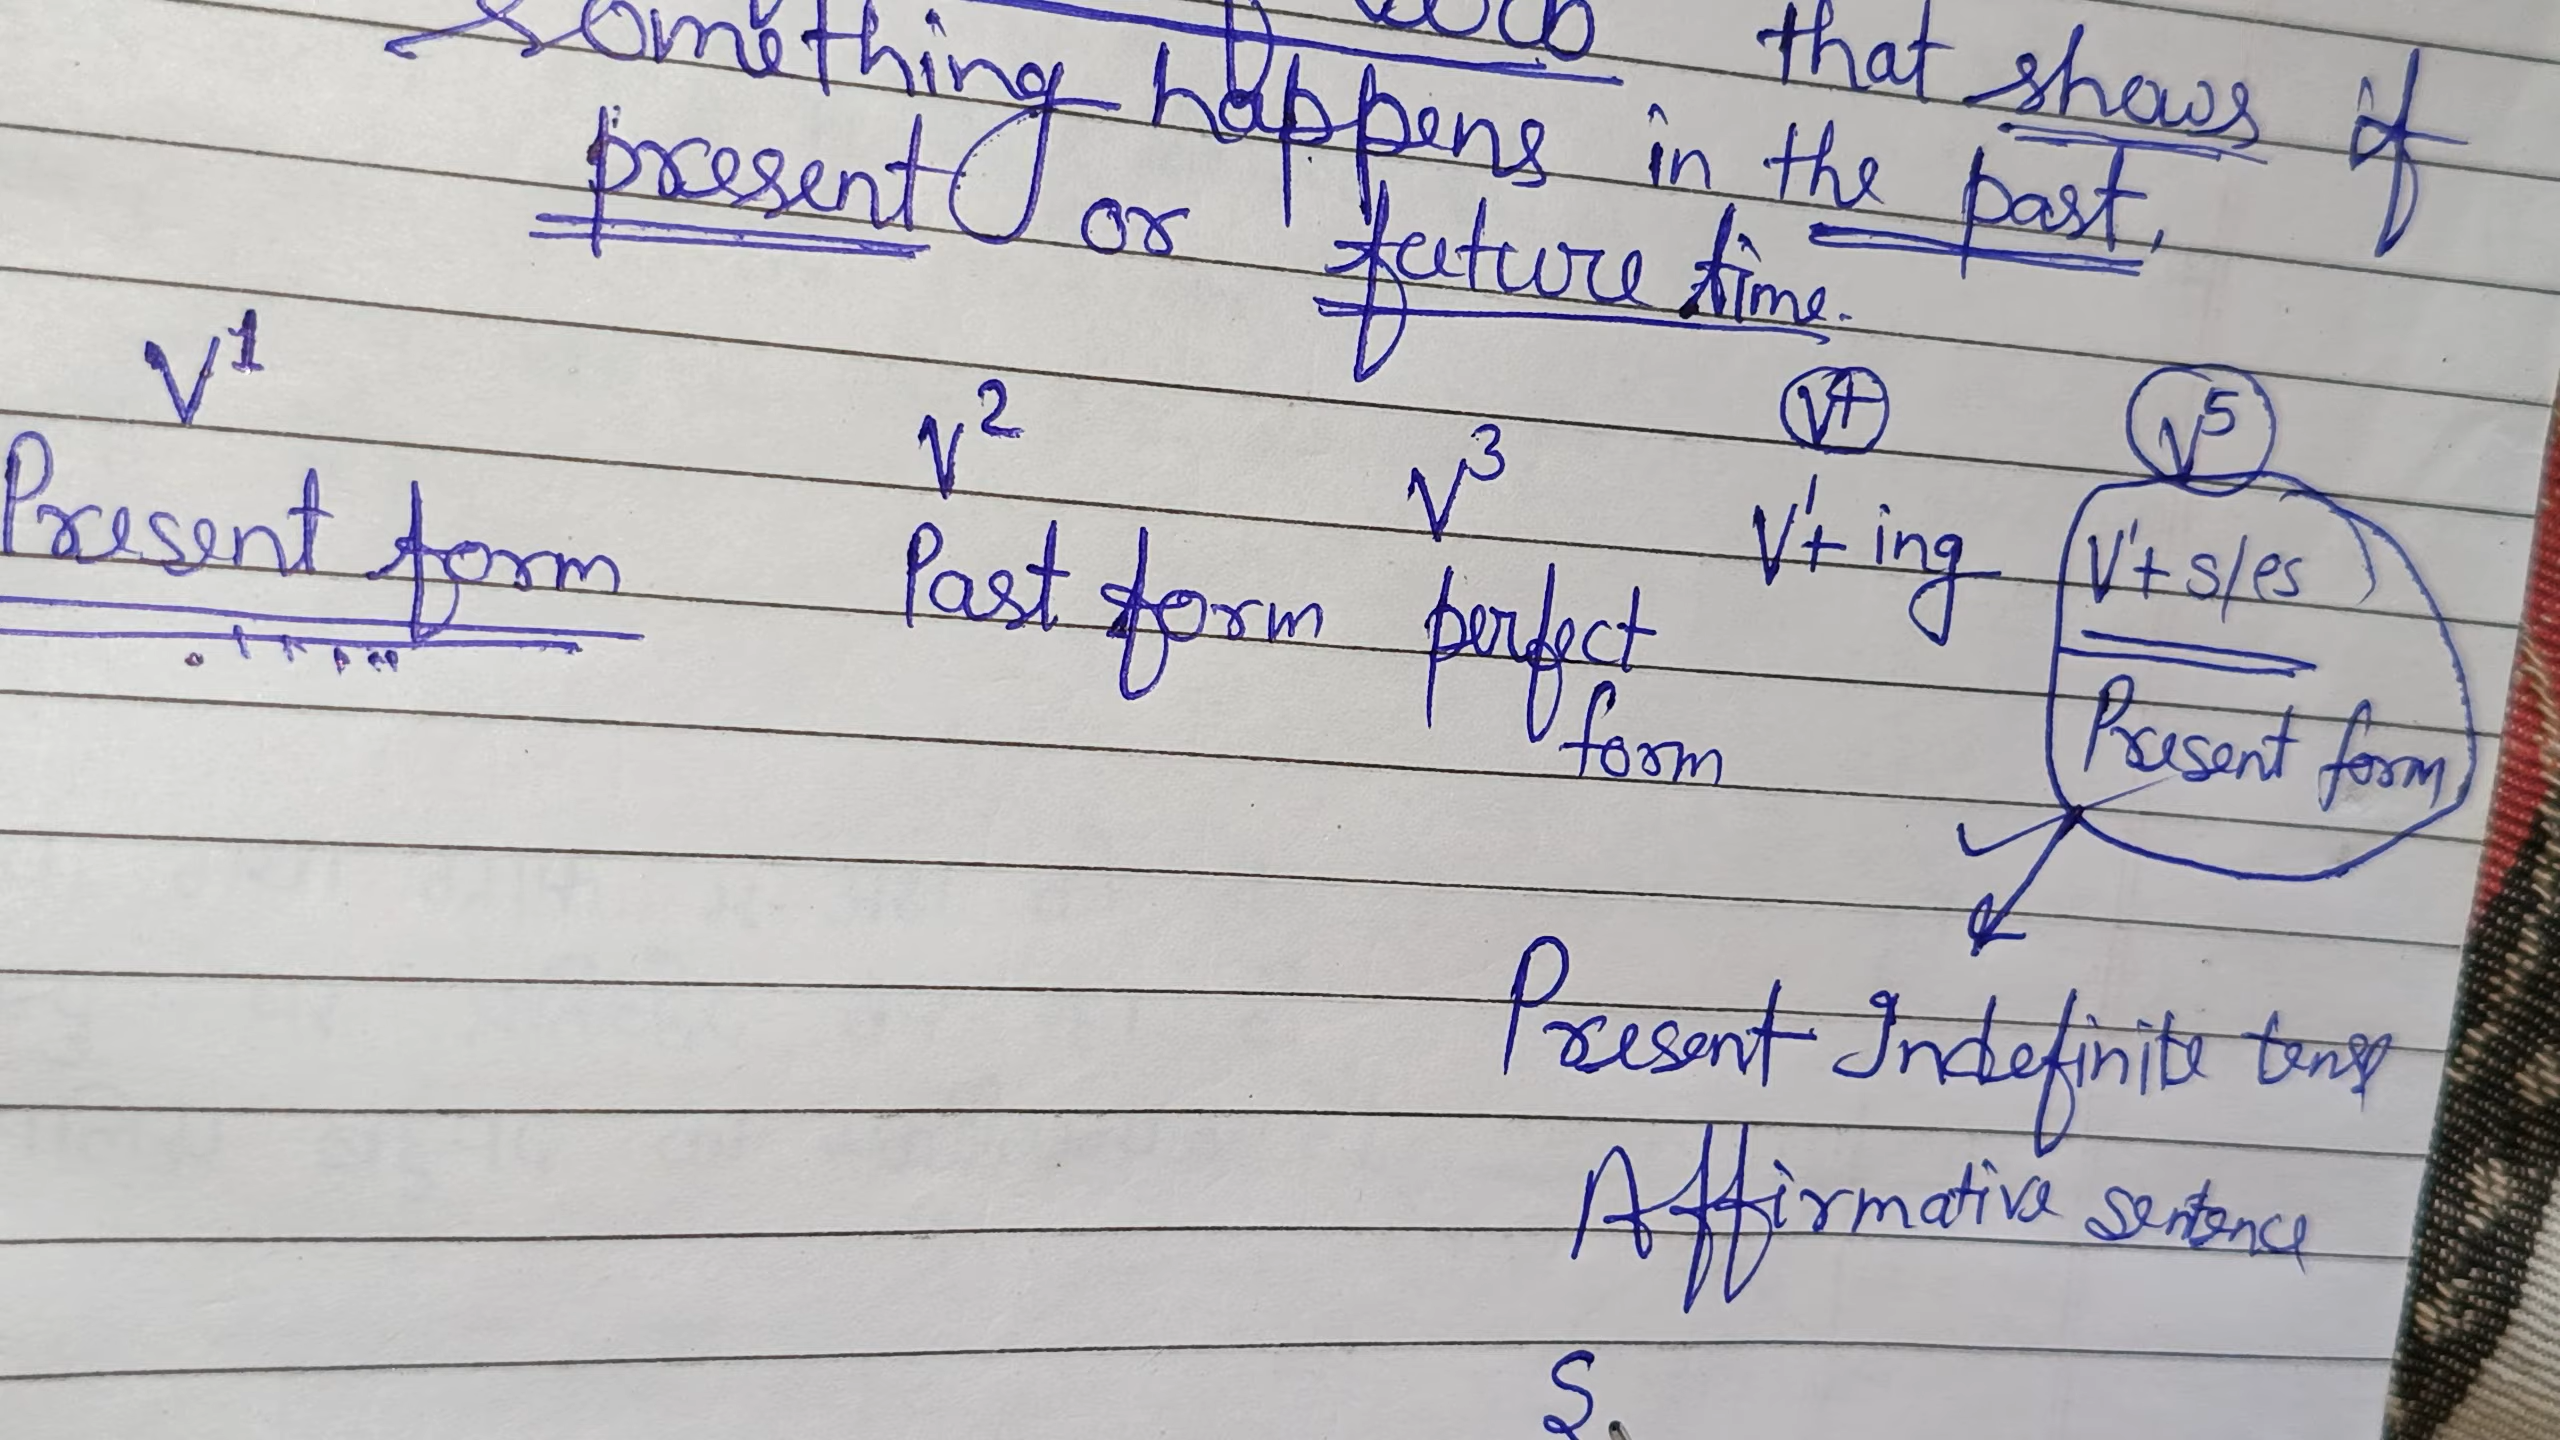 that shows if
something happens in the past,
present or future time.
V¹ V² V³ V⁴ V⁵
Present form Past form perfect form V¹+ ing V¹+ s/es
Present form
Present Indefinite tense
Affirmative sentence
S.